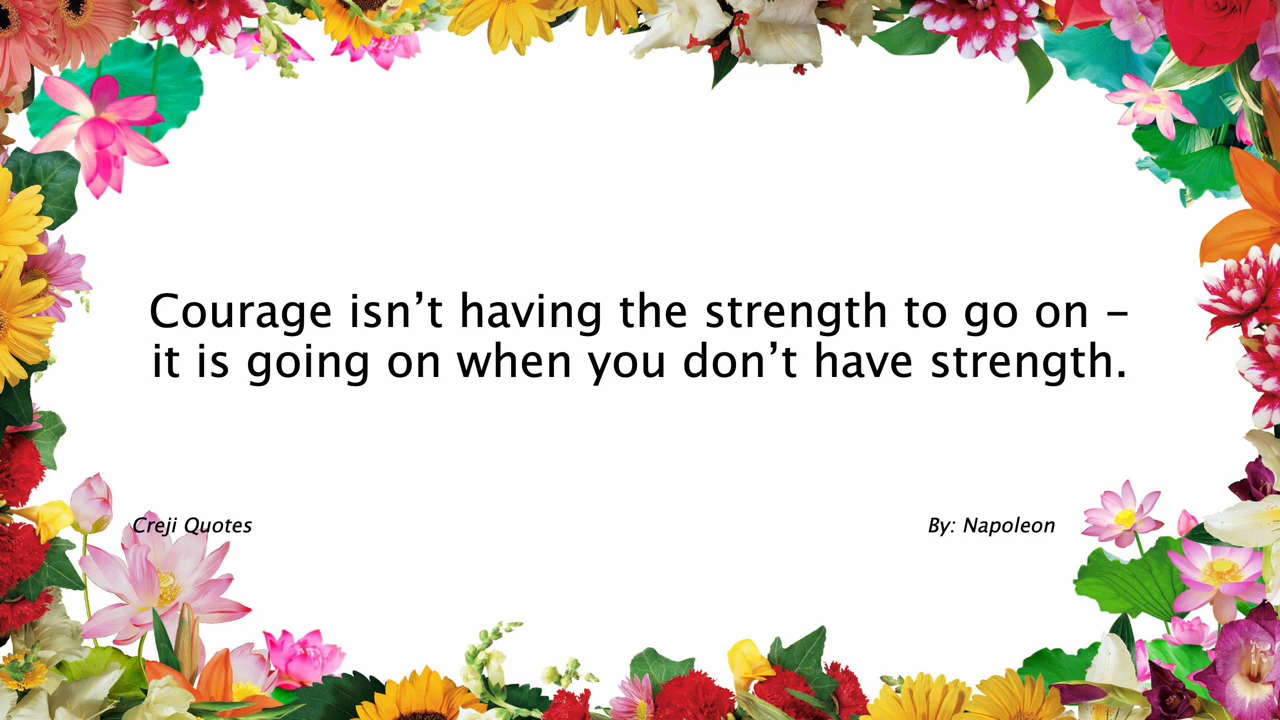 Courage isn’t having the strength to go on –
it is going on when you don’t have strength.
Creji Quotes
By: Napoleon